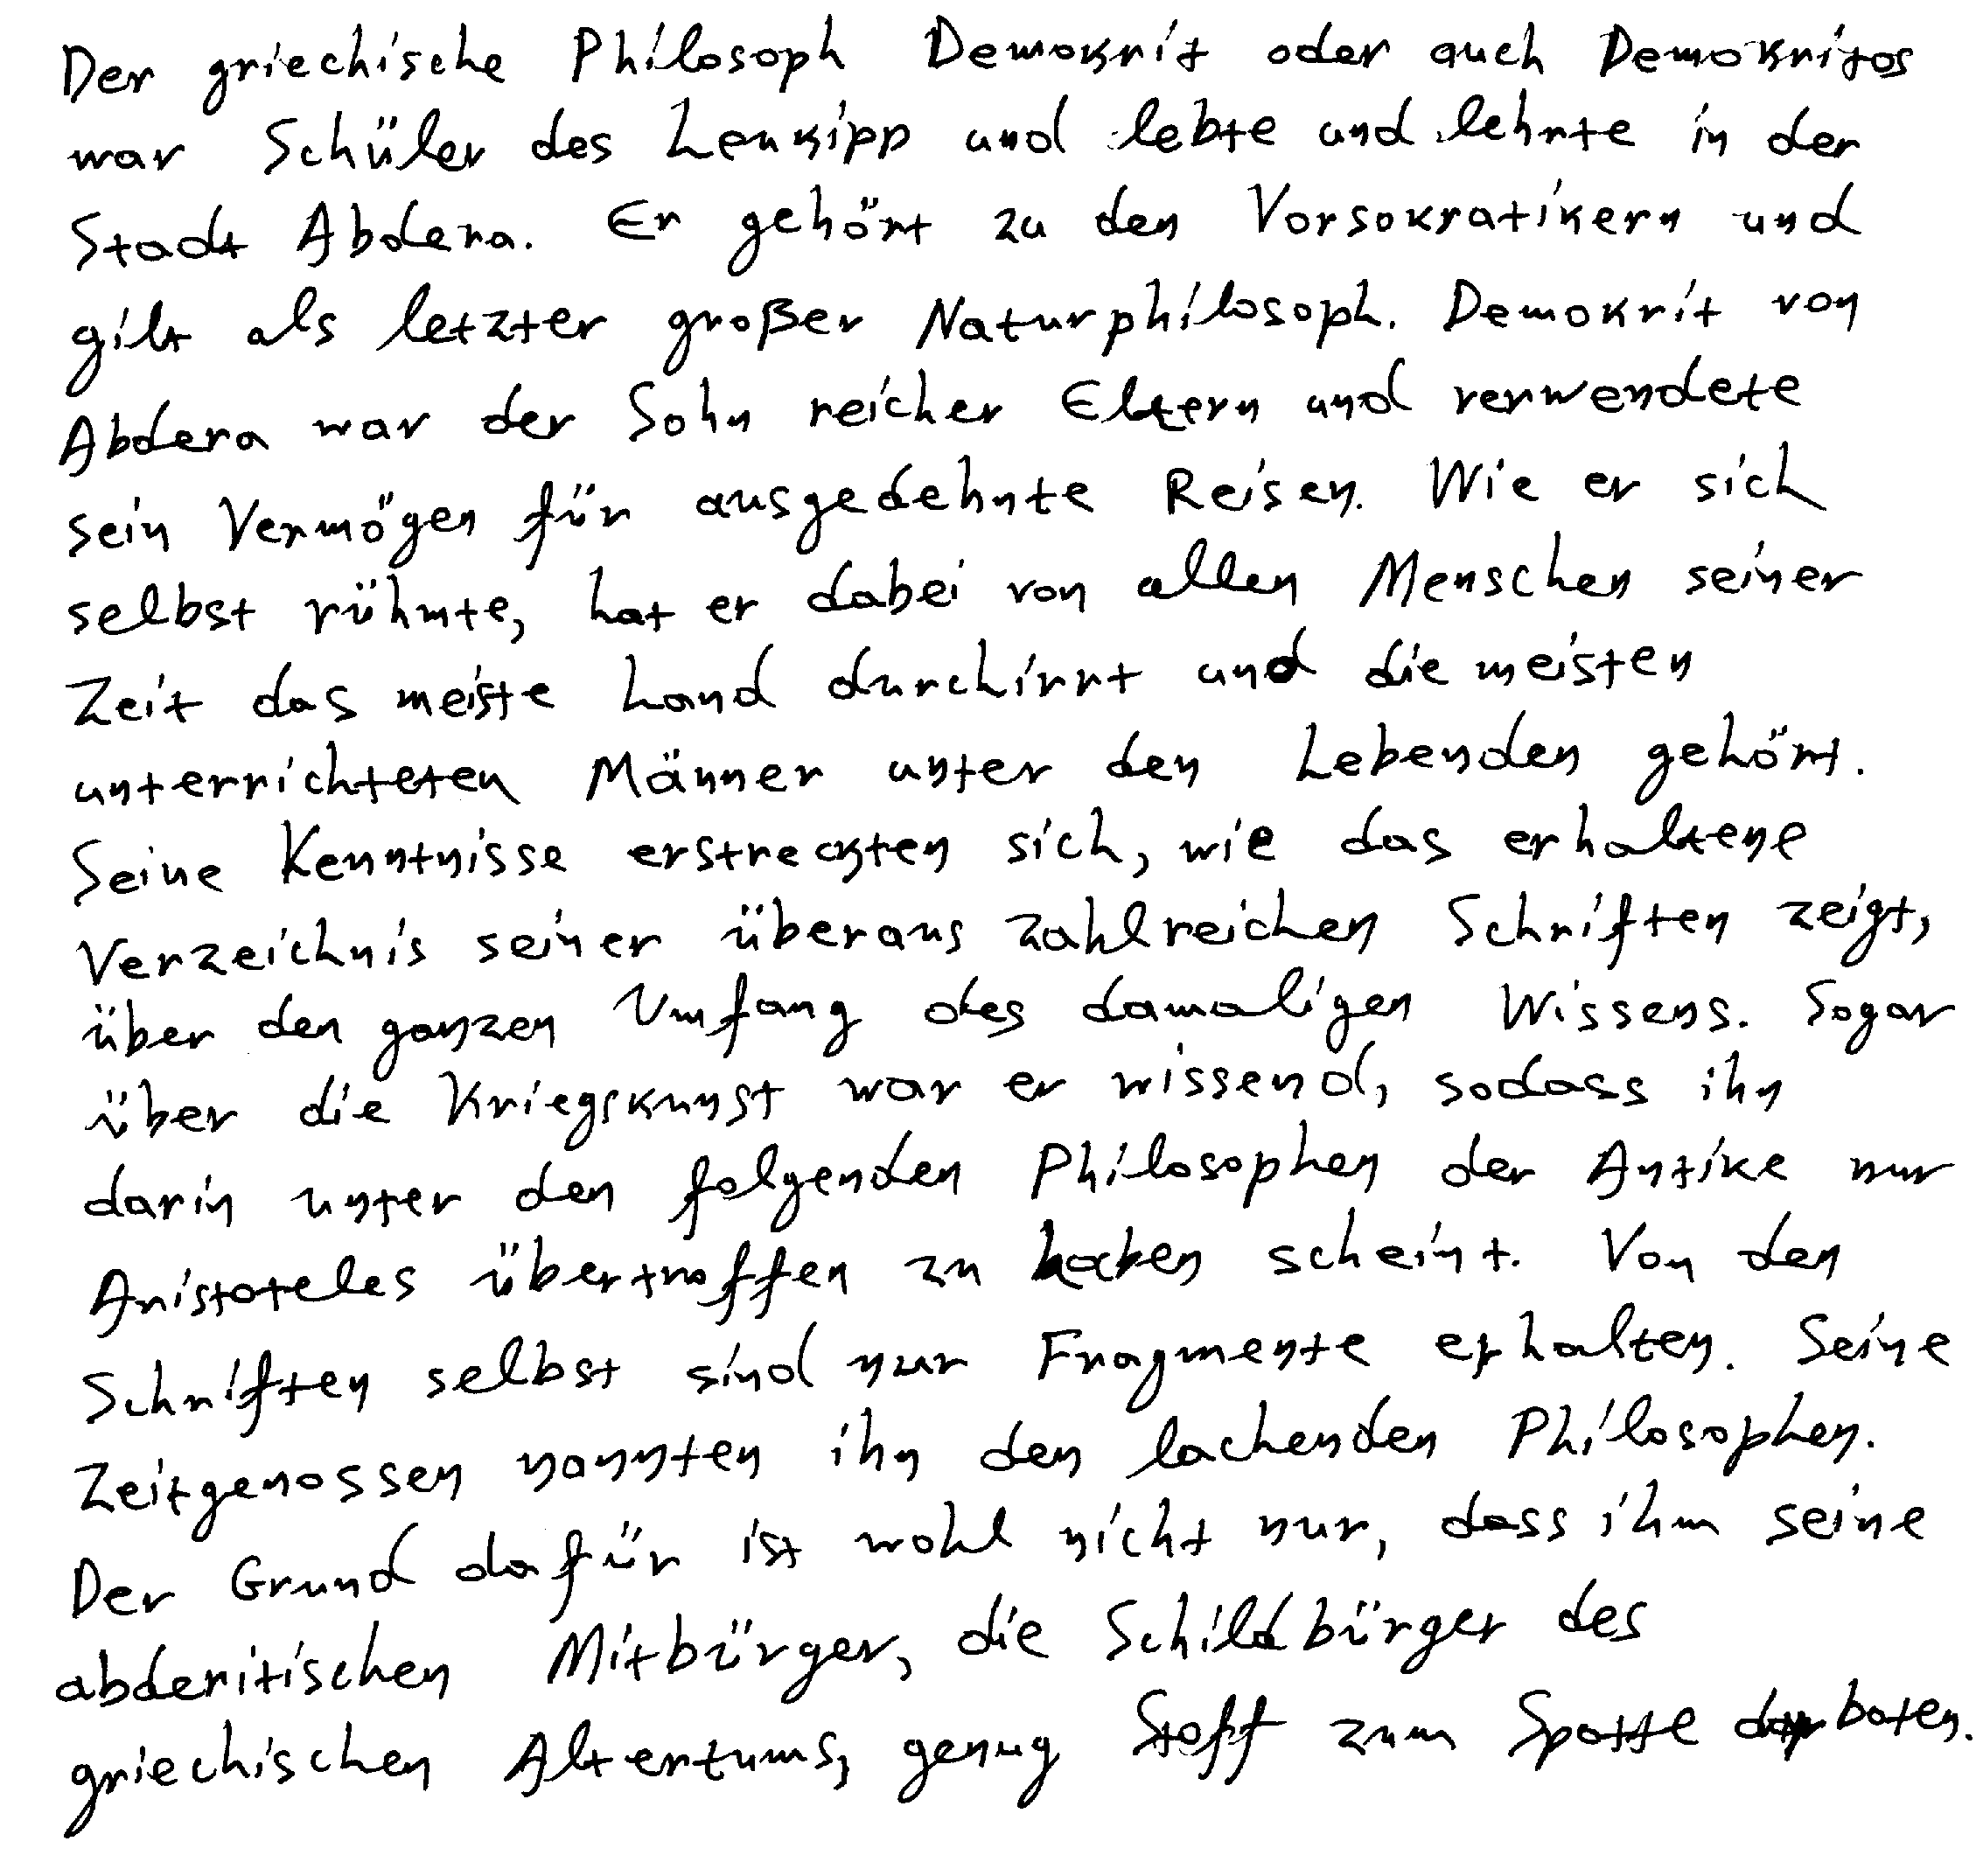 Der griechische Philosoph Demokrit oder auch Demokritos
war Schüler des Leukipp und lebte und lehrte in der
Stadt Abdera. Er gehört zu den Vorsokratikern und
gilt als letzter großer Naturphilosoph. Demokrit von
Abdera war der Sohn reicher Eltern und verwendete
sein Vermögen für ausgedehnte Reisen. Wie er sich
selbst rühmte, hat er dabei von allen Menschen seiner
Zeit das meiste Land durchirrt und die meisten
unterrichteten Männer unter den Lebenden gehört.
Seine Kenntnisse erstreckten sich, wie das erhaltene
Verzeichnis seiner überaus zahlreichen Schriften zeigt,
über den ganzen Umfang des damaligen Wissens. Sogar
über die Kriegskunst war er wissend, sodass ihn
darin unter den folgenden Philosophen der Antike nur
Aristoteles übertroffen zu haben scheint. Von den
Schriften selbst sind nur Fragmente erhalten. Seine
Zeitgenossen nannten ihn den lachenden Philosophen.
Der Grund dafür ist wohl nicht nur, dass ihm seine
abderitischen Mitbürger, die Schildbürger des
griechischen Altertums, genug Stoff zum Spotte darboten.